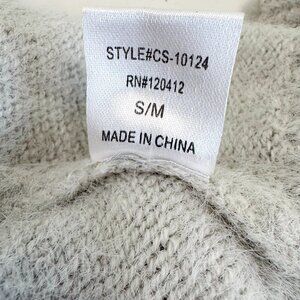 STYLE#CS-10124
RN#120412
S/M
MADE IN CHINA